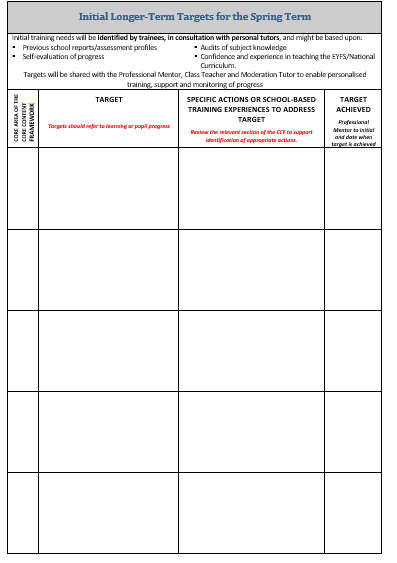 Initial Longer-Term Targets for the Spring Term
Initial training needs will be identified by trainees, in consultation with personal tutors, and might be based upon:
▪ Previous school reports/assessment profiles
▪ Self-evaluation of progress
▪ Audits of subject knowledge
▪ Confidence and experience in teaching the EYFS/National
Curriculum.
Targets will be shared with the Professional Mentor, Class Teacher and Moderation Tutor to enable personalised
training, support and monitoring of progress
CORE AREA OF THE
CORE CONTENT
FRAMEWORK
TARGET
Targets should refer to learning or pupil progress
SPECIFIC ACTIONS OR SCHOOL-BASED
TRAINING EXPERIENCES TO ADDRESS
TARGET
Review the relevant section of the CCF to support
identification of appropriate actions.
TARGET
ACHIEVED
Professional
Mentor to initial
and date when
target is achieved